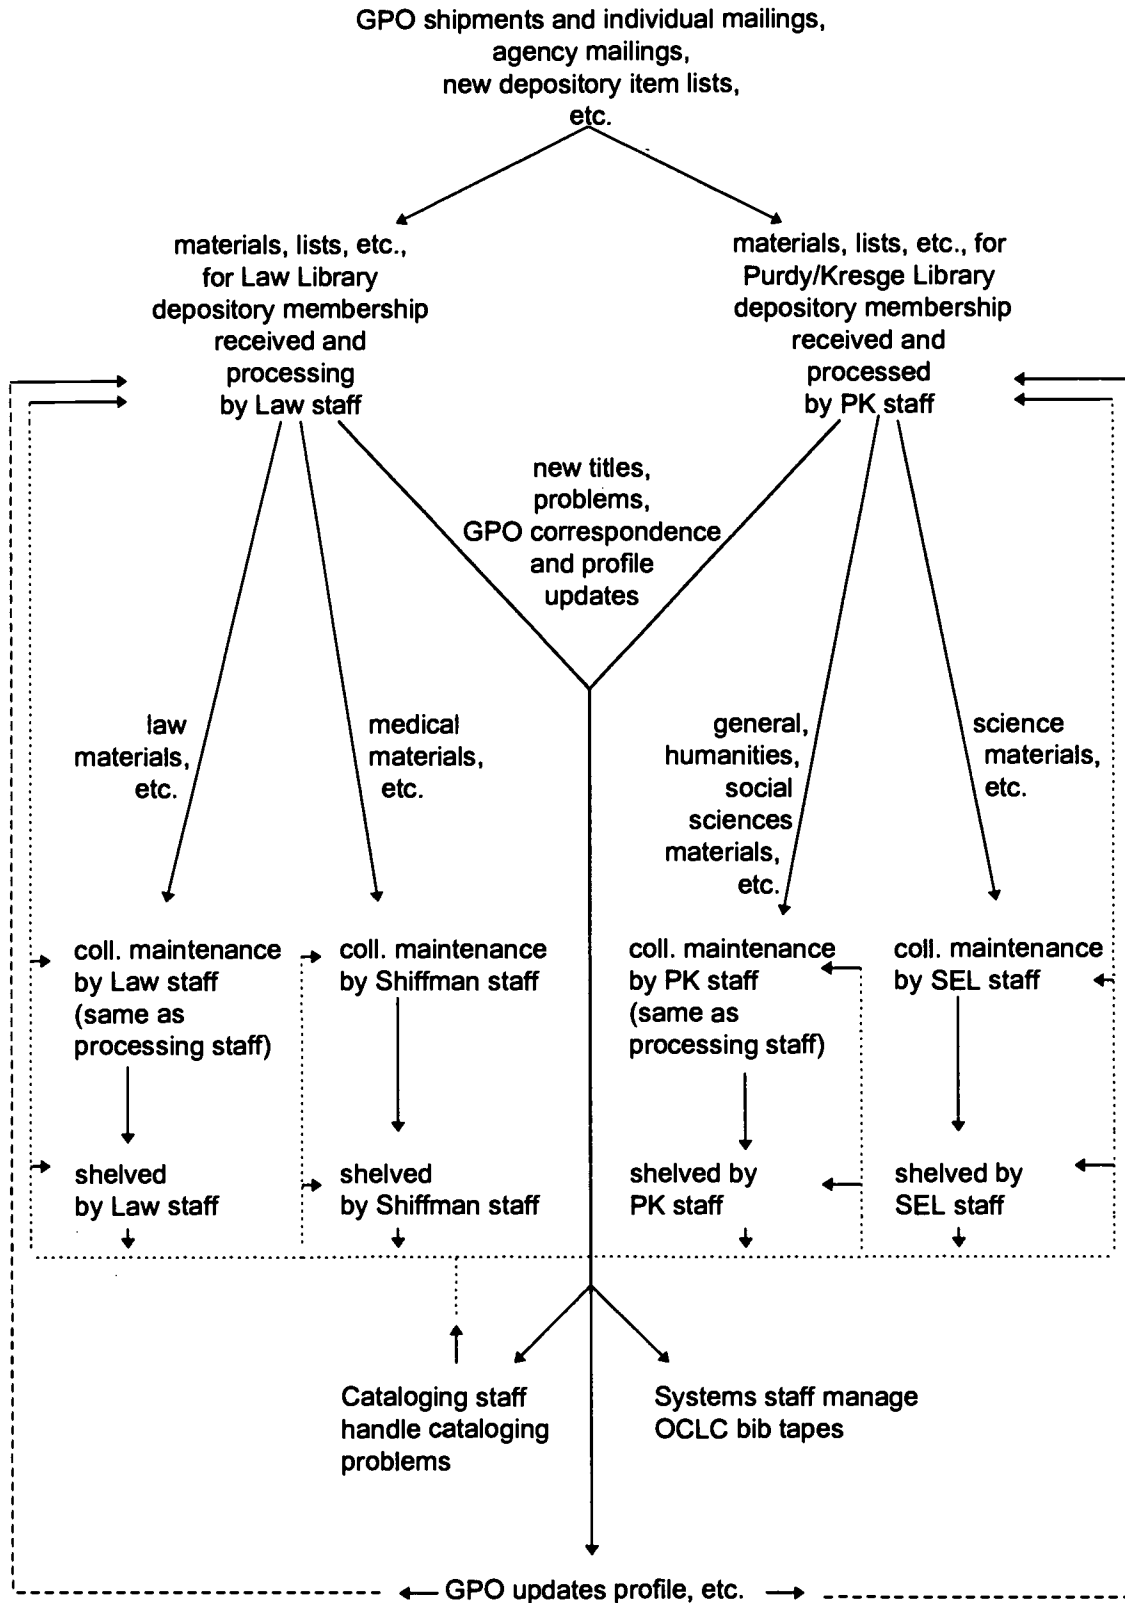 GPO shipments and individual mailings,
agency mailings,
new depository item lists,
etc.
materials, lists, etc.,
for Law Library
depository membership
received and
processing
by Law staff
materials, lists, etc., for
Purdy/Kresge Library
depository membership
received and
processed
by PK staff
new titles,
problems,
GPO correspondence
and profile
updates
law
materials,
etc.
medical
materials,
etc.
general,
humanities,
social
sciences
materials,
etc.
science
materials,
etc.
coll. maintenance
by Law staff
(same as
processing staff)
coll. maintenance
by Shiffman staff
coll. maintenance
by PK staff
(same as
processing staff)
coll. maintenance
by SEL staff
shelved
by Law staff
shelved
by Shiffman staff
shelved by
PK staff
shelved by
SEL staff
Cataloging staff
handle cataloging
problems
Systems staff manage
OCLC bib tapes
GPO updates profile, etc.